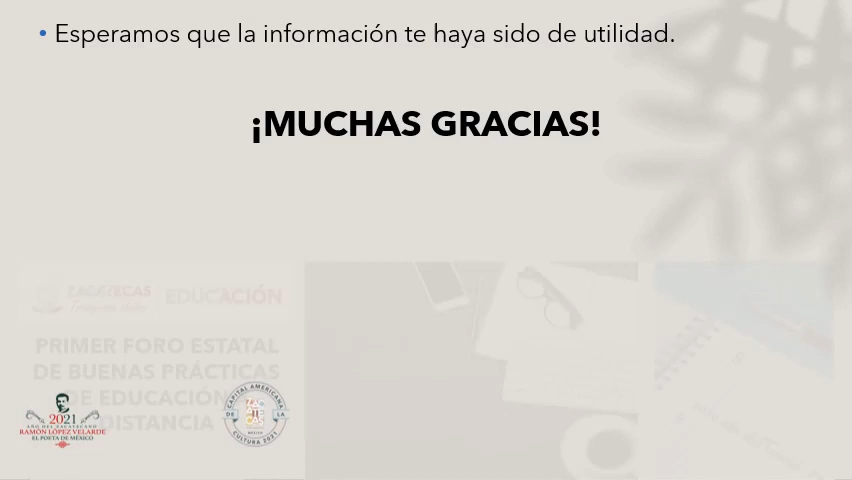 • Esperamos que la información te haya sido de utilidad.
¡MUCHAS GRACIAS!
ZACATECAS
EDUCACIÓN
PRIMER FORO ESTATAL
DE BUENAS PRÁCTICAS
DE EDUCACIÓN
DISTANCIA
2021
RAMÓN LÓPEZ VELARDE
EL POETA DE MÉXICO
CAPITAL AMERICANA
DE LA
CULTURA 2021